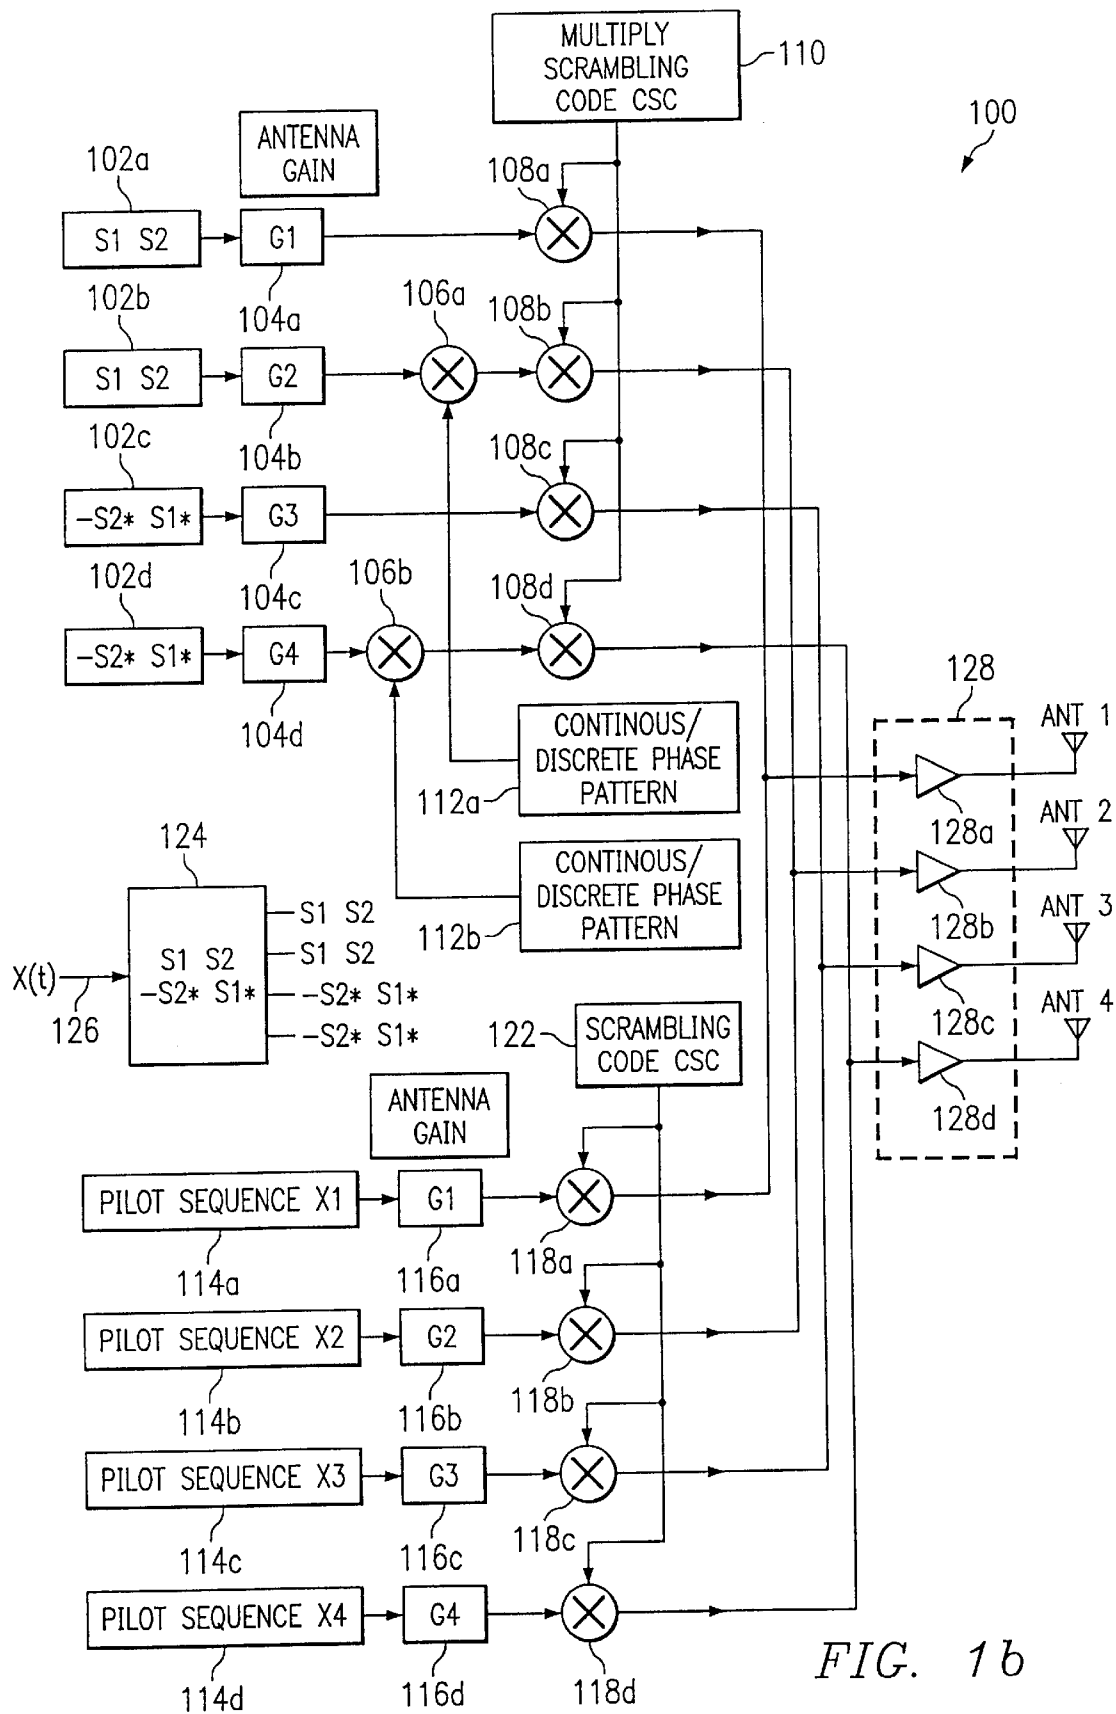 MULTIPLY
SCRAMBLING
CODE CSC
110
100
ANTENNA
GAIN
102a
108a
S1 S2
G1
102b
104a
106a
108b
S1 S2
G2
102c
104b
108c
-S2* S1*
G3
102d
104c
106b
108d
-S2* S1*
G4
104d
CONTINOUS/
DISCRETE PHASE
PATTERN
112a
128
ANT 1
128a
ANT 2
128b
ANT 3
128c
ANT 4
128d
CONTINOUS/
DISCRETE PHASE
PATTERN
112b
124
S1 S2
S1 S2
S1 S2
-S2* S1*
X(t)
-S2* S1*
-S2* S1*
126
122
SCRAMBLING
CODE CSC
ANTENNA
GAIN
PILOT SEQUENCE X1
G1
114a
116a
118a
PILOT SEQUENCE X2
G2
114b
116b
118b
PILOT SEQUENCE X3
G3
114c
116c
118c
PILOT SEQUENCE X4
G4
114d
116d
118d
FIG. 1b